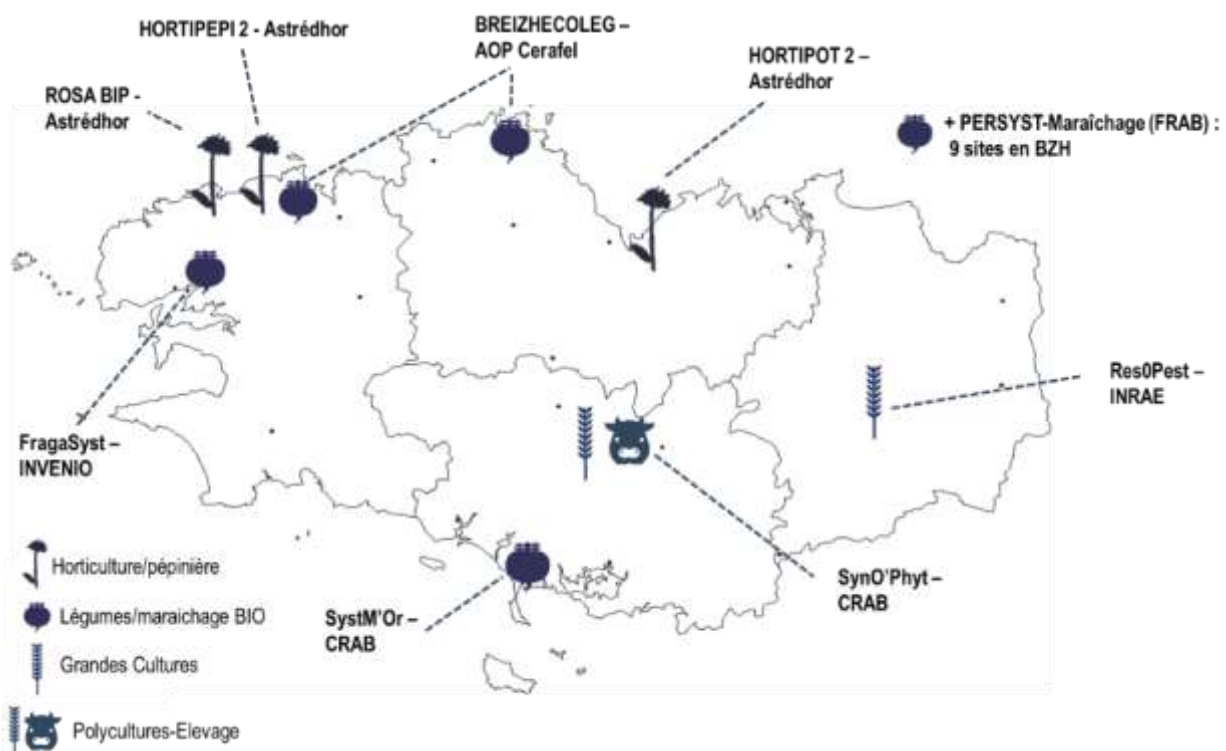 HORTIPEPI 2 - Astrédhor
BREIZHECOLEG –
AOP Cerafel
HORTIPOT 2 –
Astrédhor
ROSA BIP -
Astrédhor
+ PERSYST-Maraîchage (FRAB) :
9 sites en BZH
Res0Pest –
INRAE
FragaSyst –
INVENIO
SynO'Phyt –
CRAB
SystM'Or –
CRAB
Horticulture/pépinière
Légumes/maraichage BIO
Grandes Cultures
Polycultures-Elevage